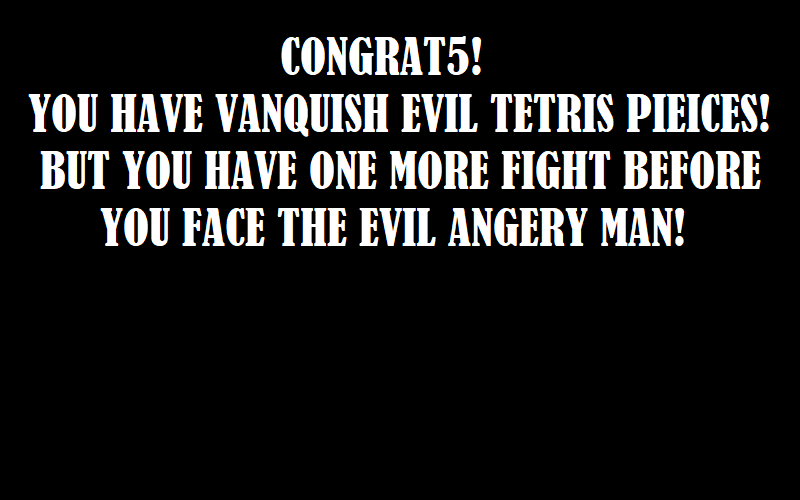 CONGRAT5!
YOU HAVE VANQUISH EVIL TETRIS PIEICES!
BUT YOU HAVE ONE MORE FIGHT BEFORE
YOU FACE THE EVIL ANGERY MAN!